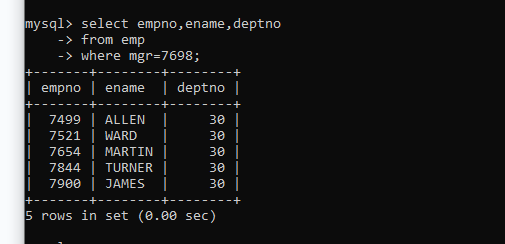 mysql> select empno,ename,deptno
    -> from emp
    -> where mgr=7698;
+-------+--------+--------+
| empno | ename  | deptno |
+-------+--------+--------+
|  7499 | ALLEN  |     30 |
|  7521 | WARD   |     30 |
|  7654 | MARTIN |     30 |
|  7844 | TURNER |     30 |
|  7900 | JAMES  |     30 |
+-------+--------+--------+
5 rows in set (0.00 sec)